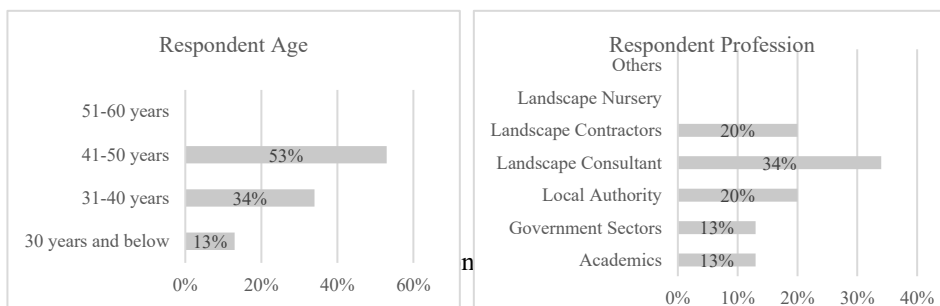 Respondent Age
51-60 years
41-50 years
53%
31-40 years
34%
30 years and below
13%
0%
20%
40%
60%
n
Respondent Profession
Others
Landscape Nursery
Landscape Contractors
20%
Landscape Consultant
34%
Local Authority
20%
Government Sectors
13%
Academics
13%
0%
10%
20%
30%
40%